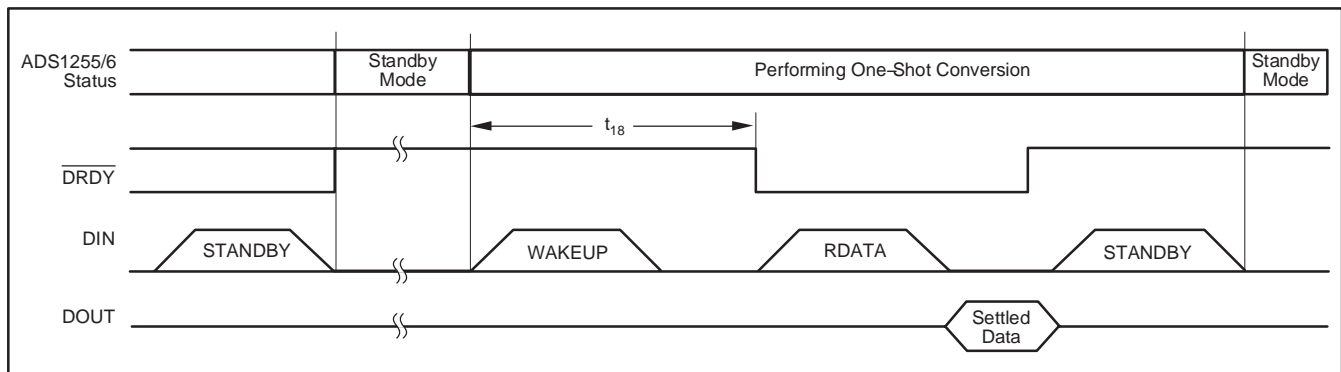 ADS1255/6
Status
Standby
Mode
Performing One–Shot Conversion
Standby
Mode
t18
DRDY
DIN
STANDBY
WAKEUP
RDATA
STANDBY
DOUT
Settled
Data